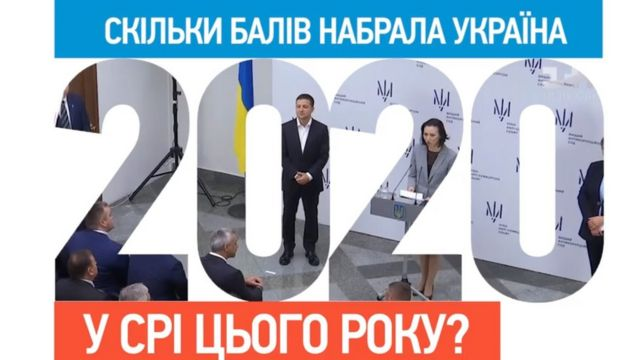 СКІЛЬКИ БАЛІВ НАБРАЛА УКРАЇНА
2020
У СРІ ЦЬОГО РОКУ?